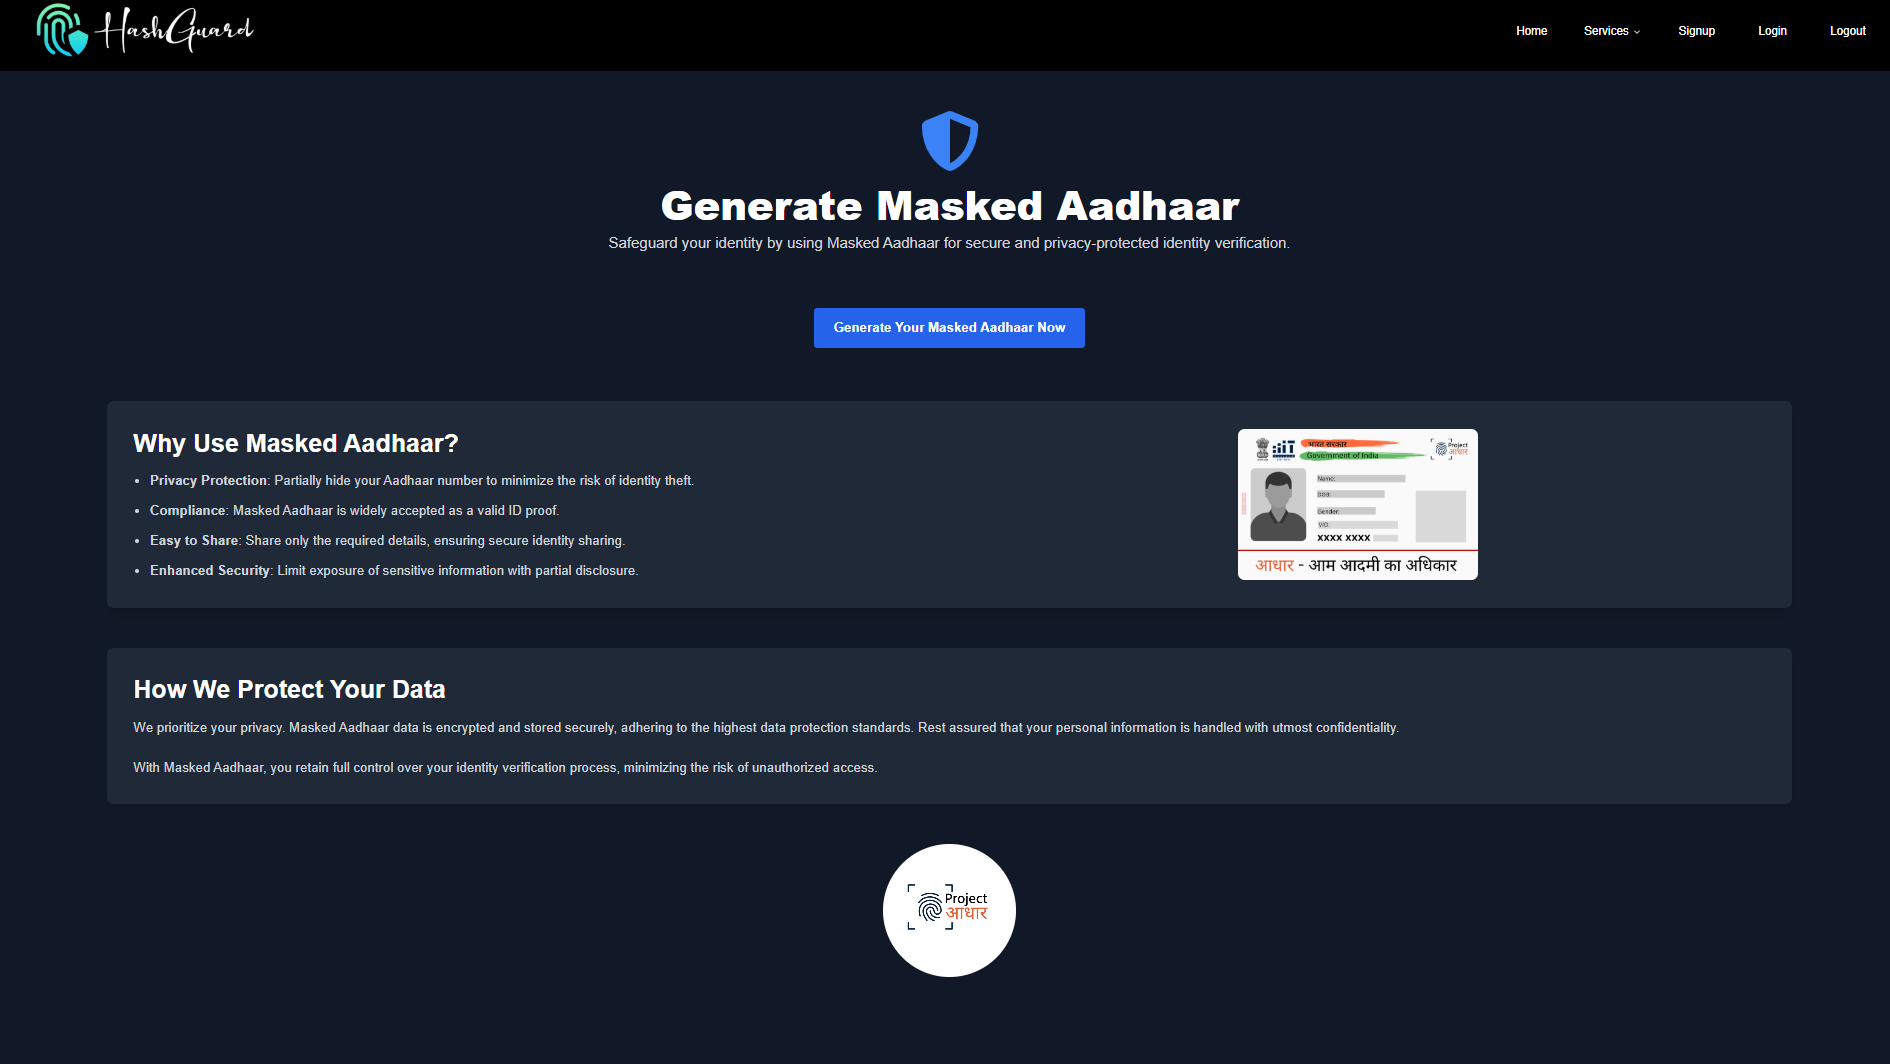 HashGuard
Home
Services
Signup
Login
Logout
Generate Masked Aadhaar
Safeguard your identity by using Masked Aadhaar for secure and privacy-protected identity verification.
Generate Your Masked Aadhaar Now
Why Use Masked Aadhaar?
Privacy Protection: Partially hide your Aadhaar number to minimize the risk of identity theft.
Compliance: Masked Aadhaar is widely accepted as a valid ID proof.
Easy to Share: Share only the required details, ensuring secure identity sharing.
Enhanced Security: Limit exposure of sensitive information with partial disclosure.
भारत सरकार
Government of India
Project
आधार
Name:
DOB:
Gender:
VID:
XXXX XXXX
आधार - आम आदमी का अधिकार
How We Protect Your Data
We prioritize your privacy. Masked Aadhaar data is encrypted and stored securely, adhering to the highest data protection standards. Rest assured that your personal information is handled with utmost confidentiality.
With Masked Aadhaar, you retain full control over your identity verification process, minimizing the risk of unauthorized access.
Project
आधार